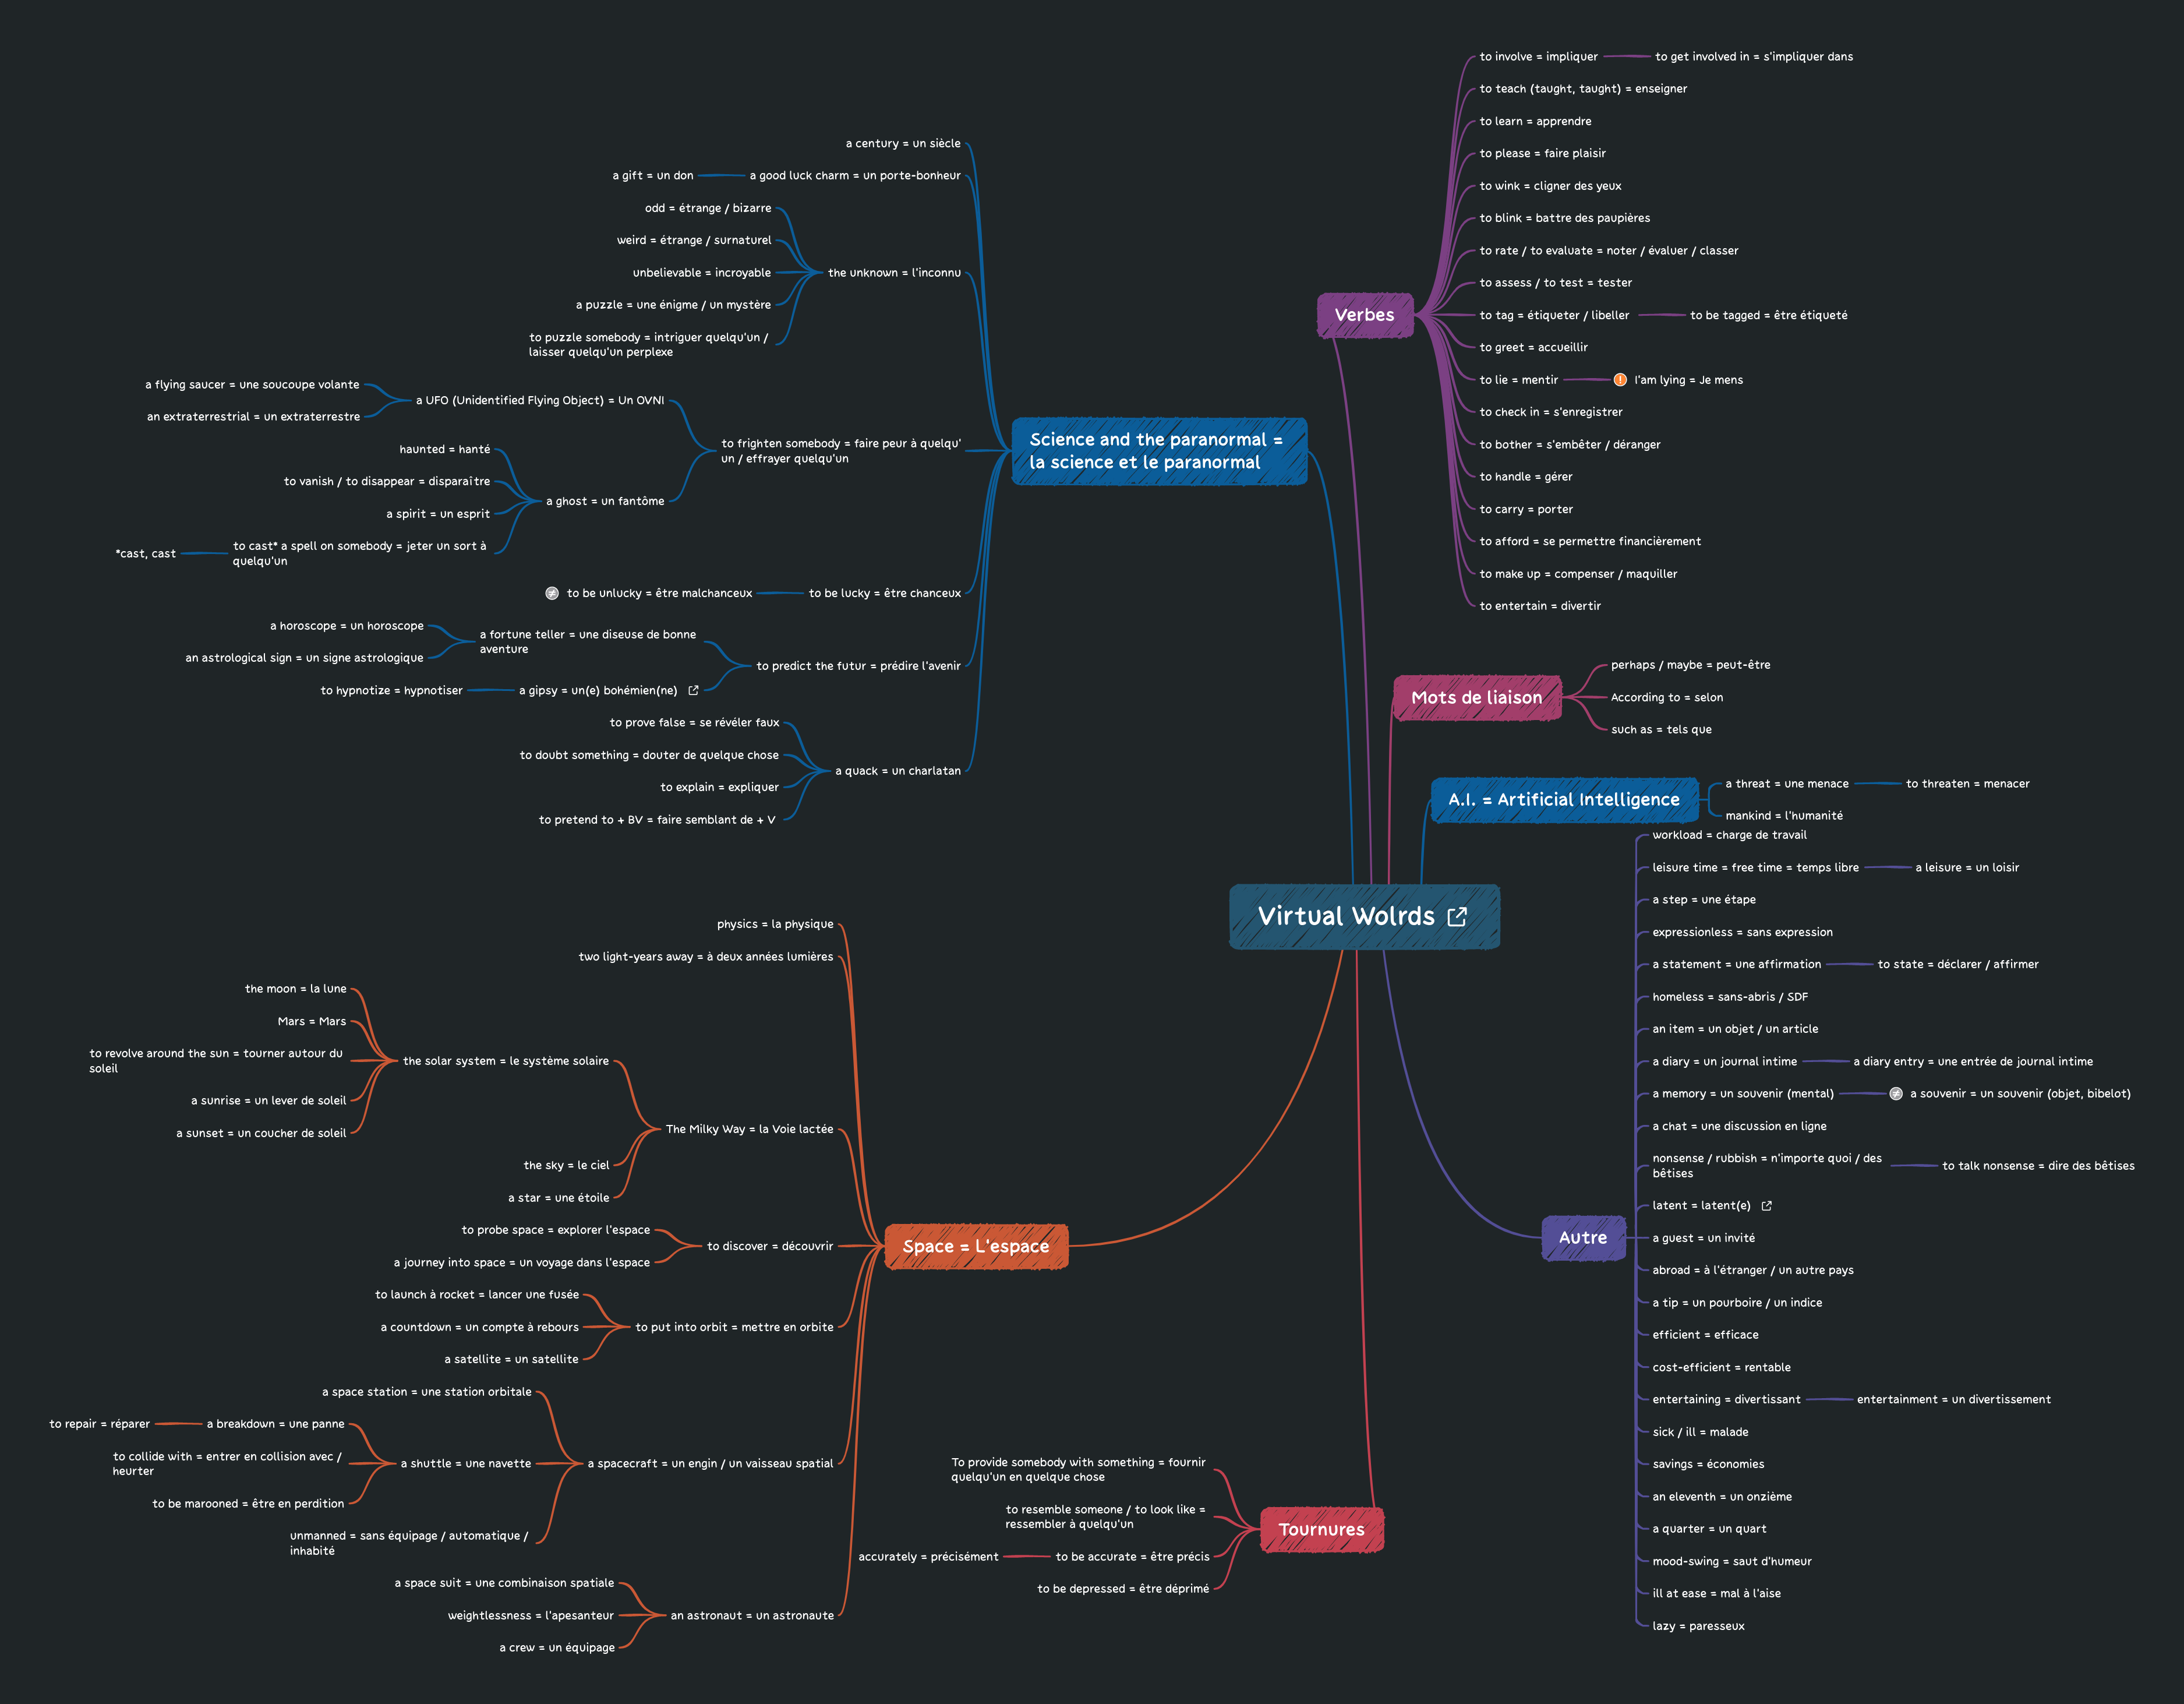 Virtual Wolrds
Science and the paranormal =
la science et le paranormal
a century = un siècle
a good luck charm = un porte-bonheur
a gift = un don
the unknown = l'inconnu
odd = étrange / bizarre
weird = étrange / surnaturel
unbelievable = incroyable
a puzzle = une énigme / un mystère
to puzzle somebody = intriguer quelqu'un /
laisser quelqu'un perplexe
to frighten somebody = faire peur à quelqu'
un / effrayer quelqu'un
a UFO (Unidentified Flying Object) = Un OVNI
a flying saucer = une soucoupe volante
an extraterrestrial = un extraterrestre
a ghost = un fantôme
haunted = hanté
to vanish / to disappear = disparaître
a spirit = un esprit
to cast* a spell on somebody = jeter un sort à
quelqu'un
*cast, cast
to be lucky = être chanceux
≠ to be unlucky = être malchanceux
to predict the futur = prédire l'avenir
a fortune teller = une diseuse de bonne
aventure
a horoscope = un horoscope
an astrological sign = un signe astrologique
a gipsy = un(e) bohémien(ne)
to hypnotize = hypnotiser
a quack = un charlatan
to prove false = se révéler faux
to doubt something = douter de quelque chose
to explain = expliquer
to pretend to + BV = faire semblant de + V
Verbes
to involve = impliquer
to get involved in = s'impliquer dans
to teach (taught, taught) = enseigner
to learn = apprendre
to please = faire plaisir
to wink = cligner des yeux
to blink = battre des paupières
to rate / to evaluate = noter / évaluer / classer
to assess / to test = tester
to tag = étiqueter / libeller
to be tagged = être étiqueté
to greet = accueillir
to lie = mentir
! I'am lying = Je mens
to check in = s'enregistrer
to bother = s'embêter / déranger
to handle = gérer
to carry = porter
to afford = se permettre financièrement
to make up = compenser / maquiller
to entertain = divertir
Mots de liaison
perhaps / maybe = peut-être
According to = selon
such as = tels que
A.I. = Artificial Intelligence
a threat = une menace
to threaten = menacer
mankind = l'humanité
Autre
workload = charge de travail
leisure time = free time = temps libre
a leisure = un loisir
a step = une étape
expressionless = sans expression
a statement = une affirmation
to state = déclarer / affirmer
homeless = sans-abris / SDF
an item = un objet / un article
a diary = un journal intime
a diary entry = une entrée de journal intime
a memory = un souvenir (mental)
≠ a souvenir = un souvenir (objet, bibelot)
a chat = une discussion en ligne
nonsense / rubbish = n'importe quoi / des
bêtises
to talk nonsense = dire des bêtises
latent = latent(e)
a guest = un invité
abroad = à l'étranger / un autre pays
a tip = un pourboire / un indice
efficient = efficace
cost-efficient = rentable
entertaining = divertissant
entertainment = un divertissement
sick / ill = malade
savings = économies
an eleventh = un onzième
a quarter = un quart
mood-swing = saut d'humeur
ill at ease = mal à l'aise
lazy = paresseux
Space = L'espace
physics = la physique
two light-years away = à deux années lumières
The Milky Way = la Voie lactée
the solar system = le système solaire
the moon = la lune
Mars = Mars
to revolve around the sun = tourner autour du
soleil
a sunrise = un lever de soleil
a sunset = un coucher de soleil
the sky = le ciel
a star = une étoile
to discover = découvrir
to probe space = explorer l'espace
a journey into space = un voyage dans l'espace
to put into orbit = mettre en orbite
to launch à rocket = lancer une fusée
a countdown = un compte à rebours
a satellite = un satellite
a spacecraft = un engin / un vaisseau spatial
a space station = une station orbitale
a shuttle = une navette
a breakdown = une panne
to repair = réparer
to collide with = entrer en collision avec /
heurter
to be marooned = être en perdition
unmanned = sans équipage / automatique /
inhabité
an astronaut = un astronaute
a space suit = une combinaison spatiale
weightlessness = l'apesanteur
a crew = un équipage
Tournures
To provide somebody with something = fournir
quelqu'un en quelque chose
to resemble someone / to look like =
ressembler à quelqu'un
to be accurate = être précis
accurately = précisément
to be depressed = être déprimé